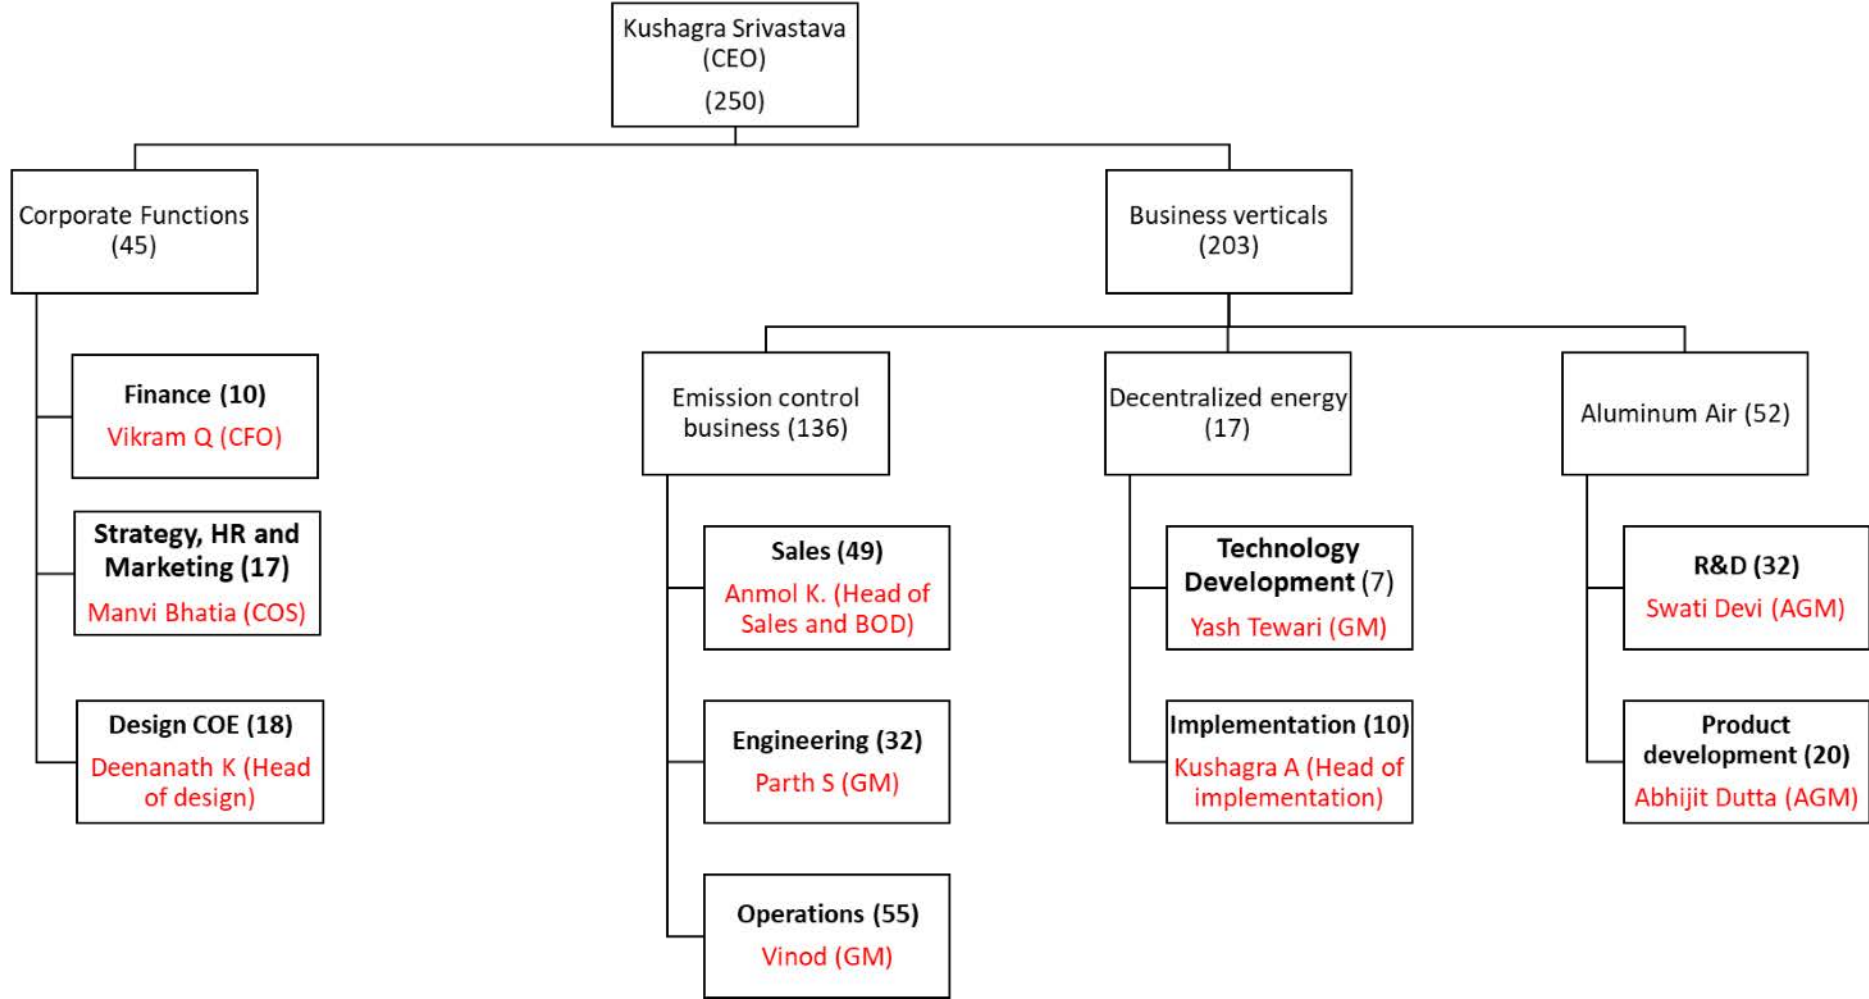 Kushagra Srivastava
(CEO)
(250)
Corporate Functions
(45)
Business verticals
(203)
Finance (10)
Vikram Q (CFO)
Strategy, HR and
Marketing (17)
Manvi Bhatia (COS)
Design COE (18)
Deenanath K (Head
of design)
Emission control
business (136)
Sales (49)
Anmol K. (Head of
Sales and BOD)
Engineering (32)
Parth S (GM)
Operations (55)
Vinod (GM)
Decentralized energy
(17)
Technology
Development (7)
Yash Tewari (GM)
Implementation (10)
Kushagra A (Head of
implementation)
Aluminum Air (52)
R&D (32)
Swati Devi (AGM)
Product
development (20)
Abhijit Dutta (AGM)